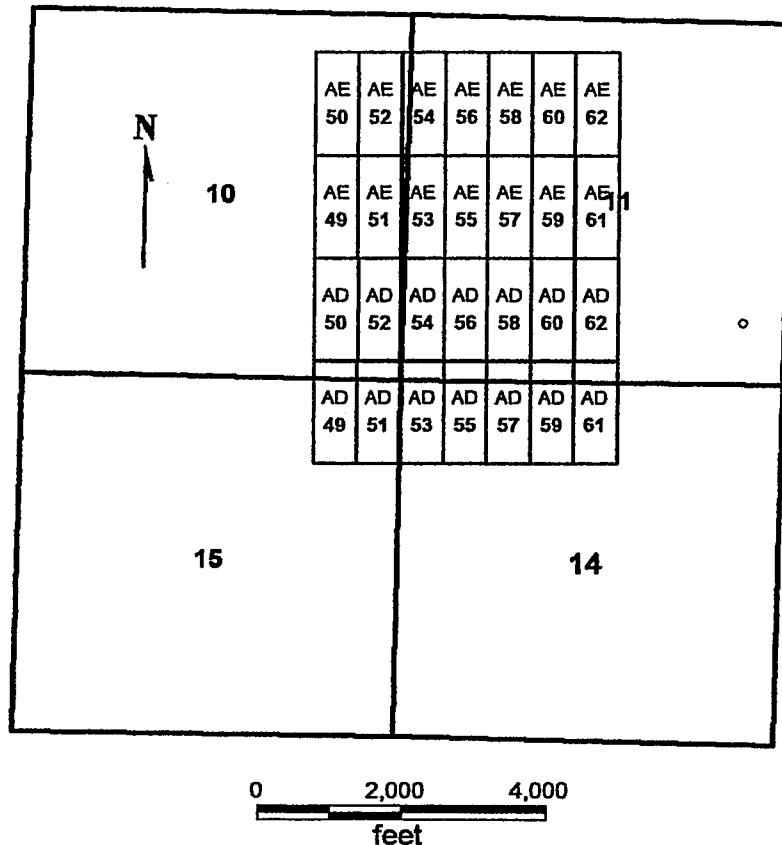 N
10
11
AE AE AE AE AE AE AE
50 52 54 56 58 60 62
AE AE AE AE AE AE AE
49 51 53 55 57 59 61
AD AD AD AD AD AD AD
50 52 54 56 58 60 62
AD AD AD AD AD AD AD
49 51 53 55 57 59 61
15
14
0 2,000 4,000
feet